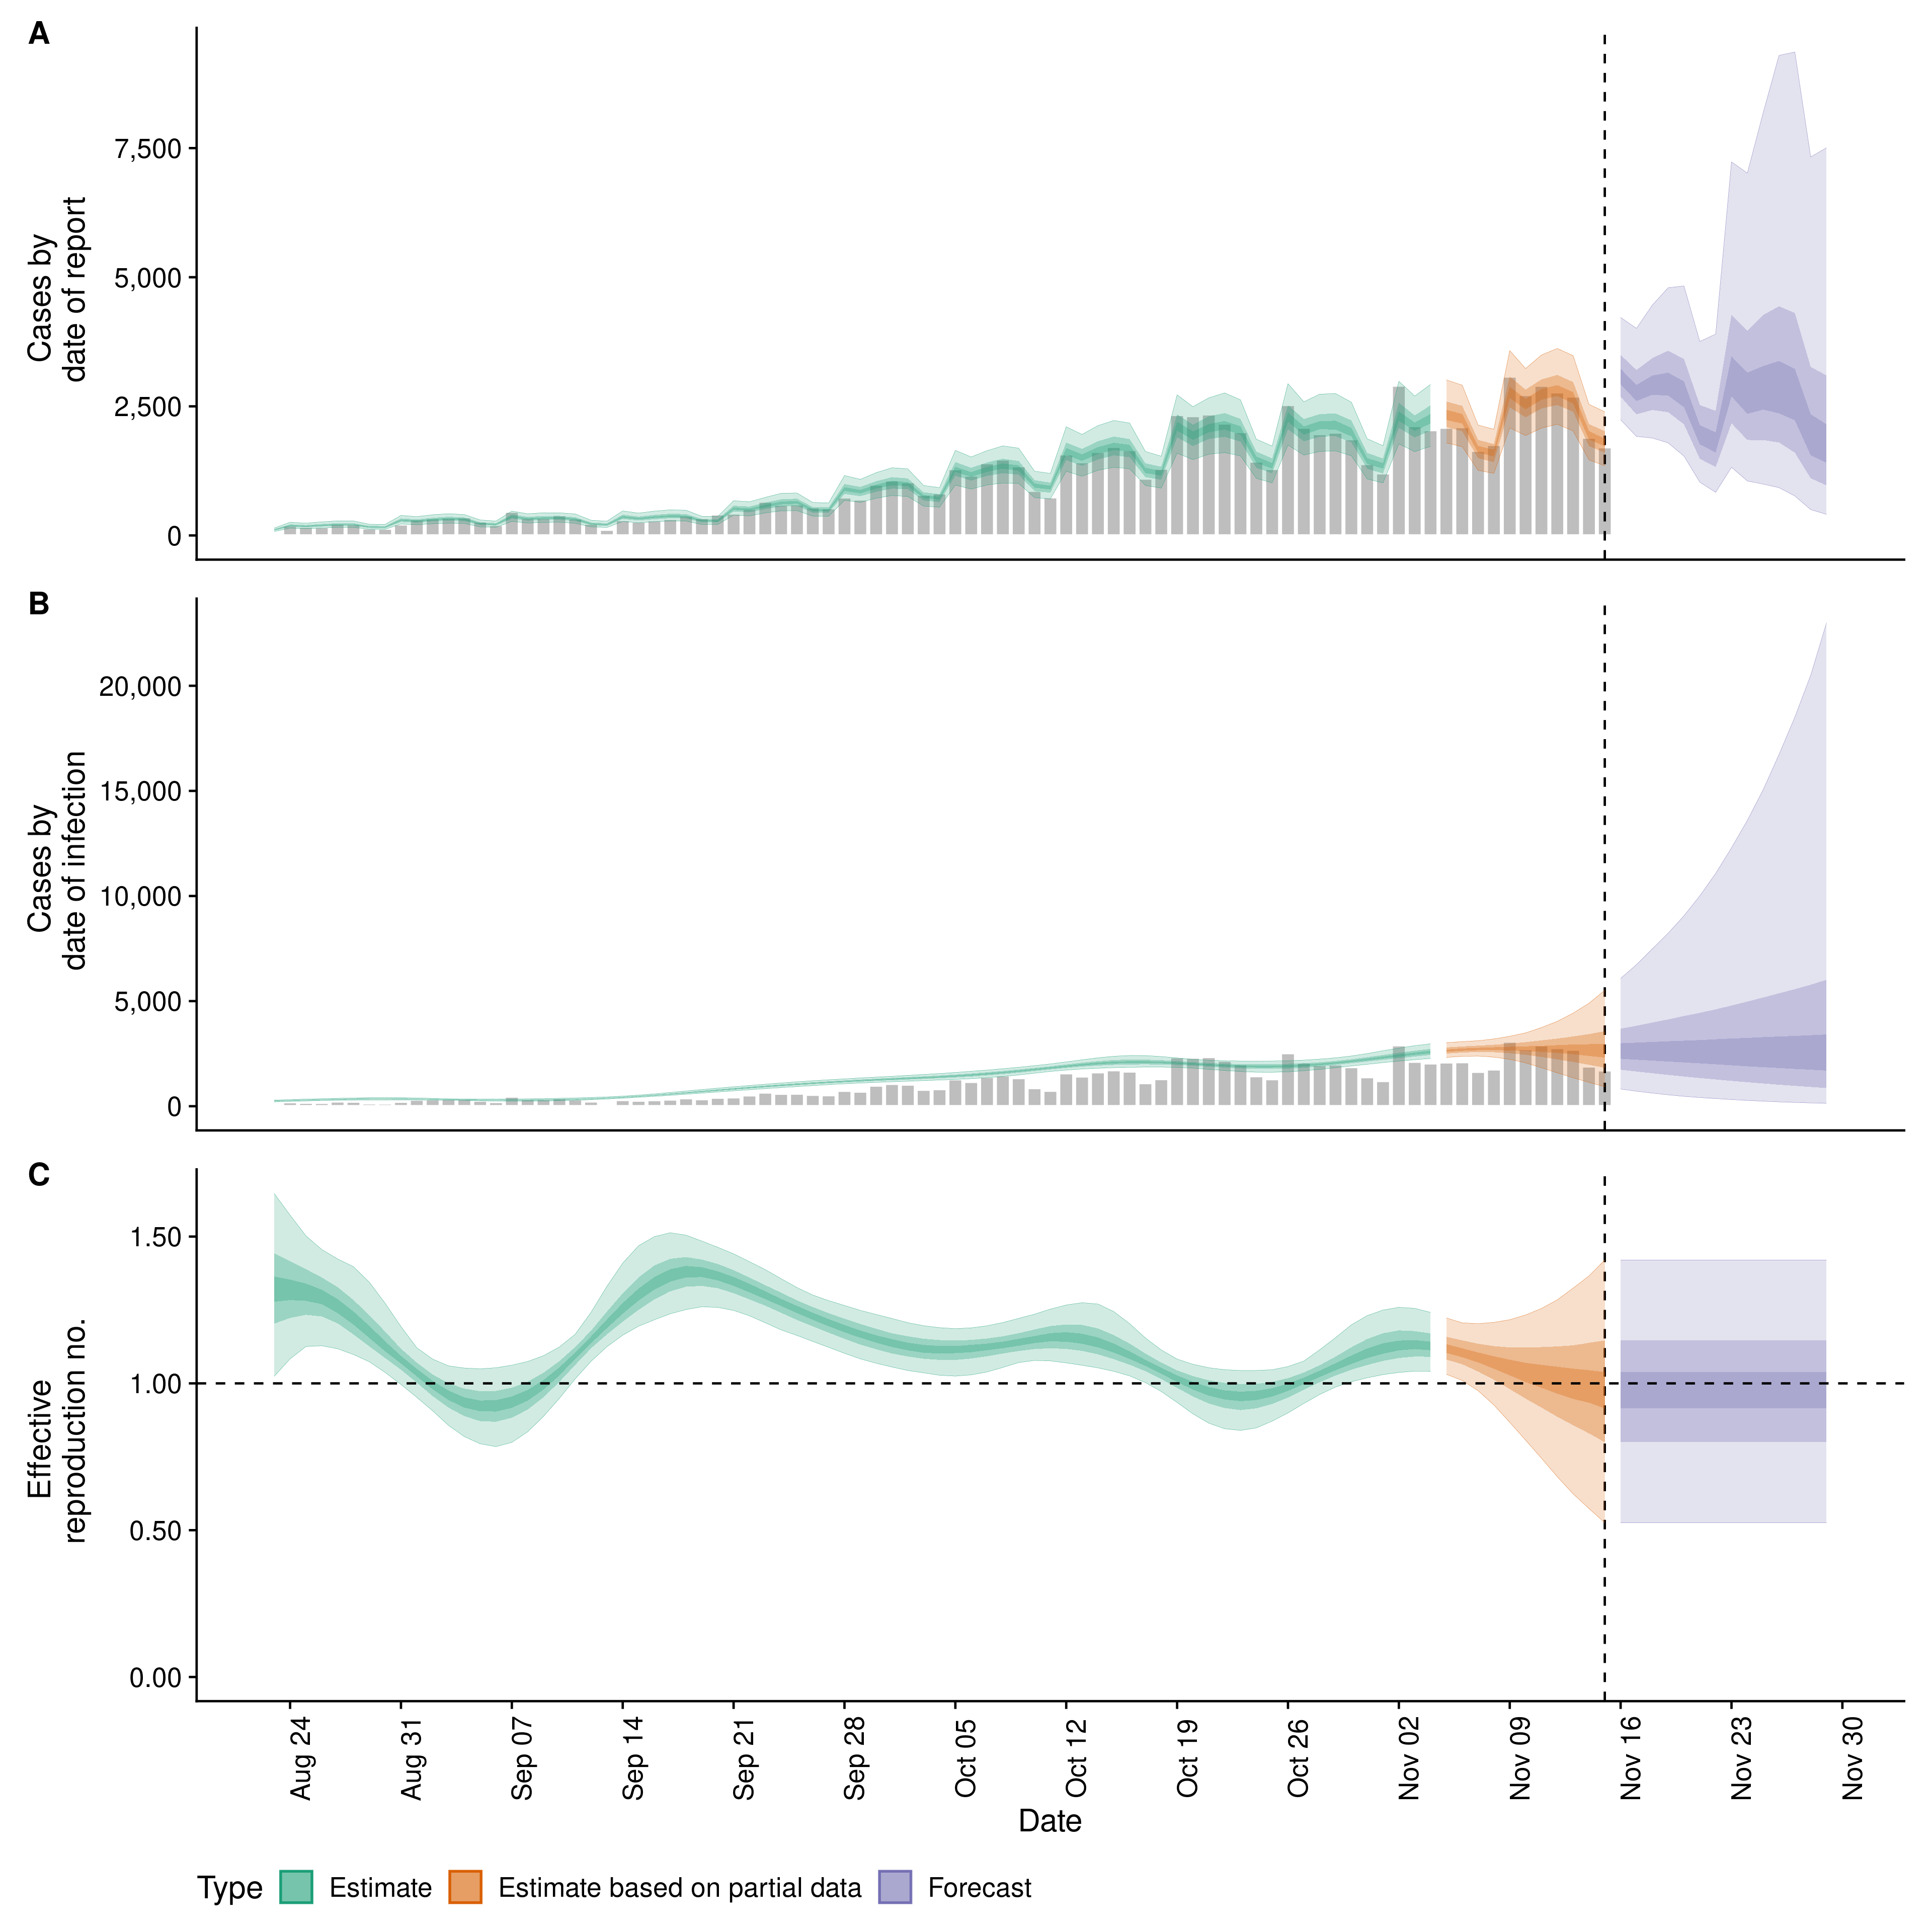 A
Cases by
date of report
7,500
5,000
2,500
0
B
Cases by
date of infection
20,000
15,000
10,000
5,000
0
C
Effective
reproduction no.
1.50
1.00
0.50
0.00
Aug 24
Aug 31
Sep 07
Sep 14
Sep 21
Sep 28
Oct 05
Oct 12
Oct 19
Oct 26
Nov 02
Nov 09
Nov 16
Nov 23
Nov 30
Date
Type Estimate Estimate based on partial data Forecast